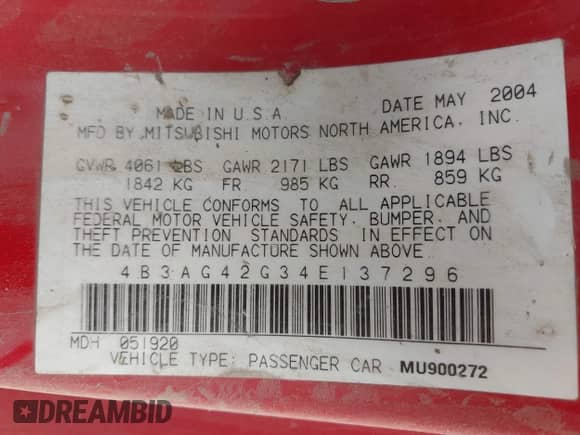 MADE IN U.S.A DATE MAY 2004
MFD BY MITSUBISHI MOTORS NORTH AMERICA, INC.
GVWR 4061 LBS GAWR 2171 LBS GAWR 1894 LBS
1842 KG FR 985 KG RR. 859 KG
THIS VEHICLE CONFORMS TO ALL APPLICABLE
FEDERAL MOTOR VEHICLE SAFETY, BUMPER, AND
THEFT PREVENTION STANDARDS IN EFFECT ON
THE DATE OF MANUFACTURE SHOWN ABOVE
4B3AG42G34E137296
MDH 051920
VEHICLE TYPE: PASSENGER CAR MU900272
DREAMBID